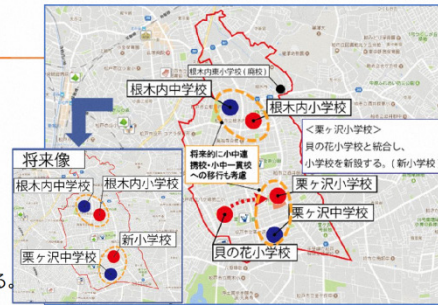 根木内東小学校(廃校)
根木内中学校
根木内小学校
<栗ヶ沢小学校>
貝の花小学校と統合し、
小学校を新設する。(新小学校
将来的に小中連
携校・小中一貫校
への移行も考慮
栗ヶ沢小学校
栗ヶ沢中学校
貝の花小学校
将来像
根木内中学校
根木内小学校
新小学校
栗ヶ沢中学校
る。